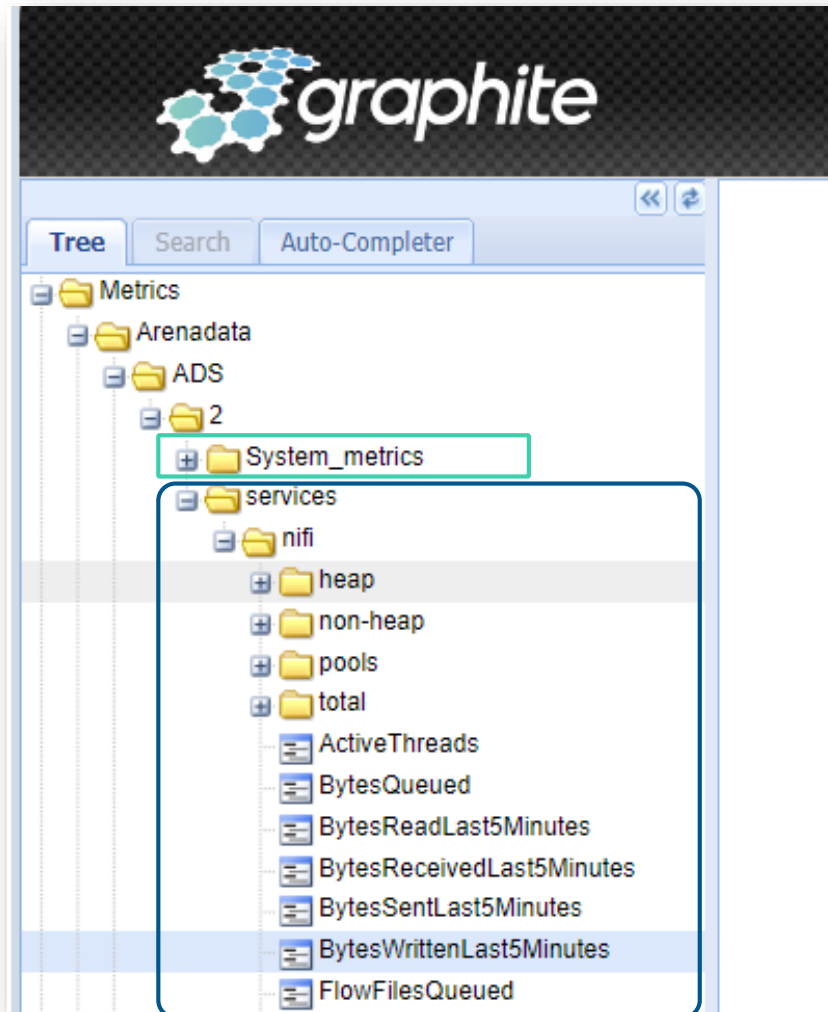 graphite
Tree Search Auto-Completer
Metrics
Arenadata
ADS
2
System_metrics
services
nifi
heap
non-heap
pools
total
ActiveThreads
BytesQueued
BytesReadLast5Minutes
BytesReceivedLast5Minutes
BytesSentLast5Minutes
BytesWrittenLast5Minutes
FlowFilesQueued